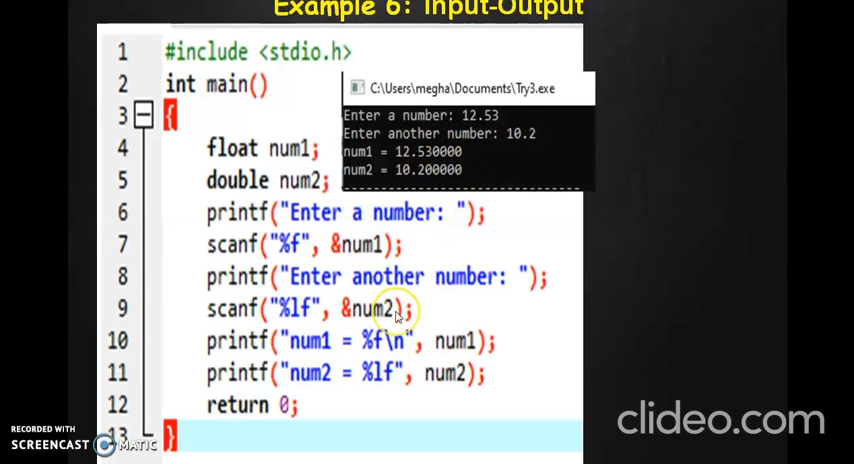 Example 6: Input-Output
1 #include <stdio.h>
2 int main()
3 {
4 float num1;
5 double num2;
6 printf("Enter a number: ");
7 scanf("%f", &num1);
8 printf("Enter another number: ");
9 scanf("%lf", &num2);
10 printf("num1 = %f\n", num1);
11 printf("num2 = %lf", num2);
12 return 0;
13 }
C:\Users\megha\Documents\Try3.exe
Enter a number: 12.53
Enter another number: 10.2
num1 = 12.530000
num2 = 10.200000
RECORDED WITH
SCREENCAST MATIC
clideo.com